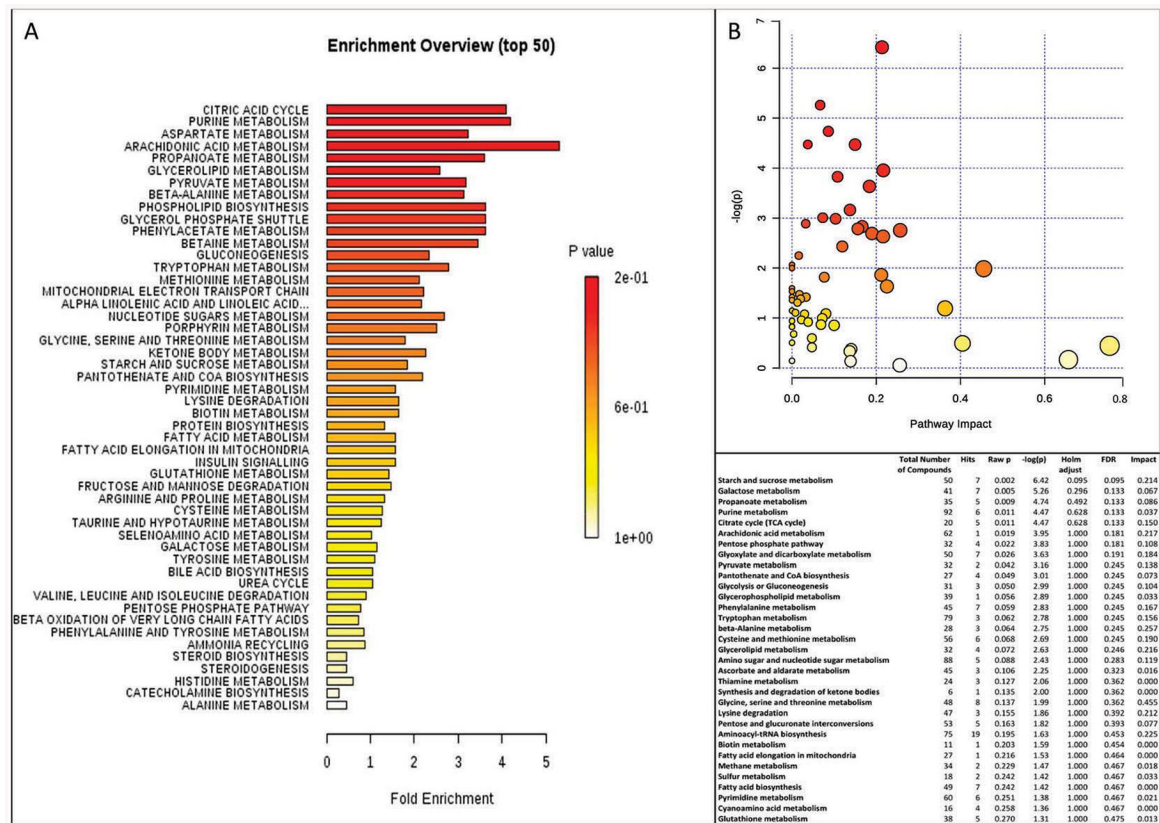 A
Enrichment Overview (top 50)
CITRIC ACID CYCLE
PURINE METABOLISM
ASPARTATE METABOLISM
ARACHIDONIC ACID METABOLISM
PROPANOATE METABOLISM
GLYCEROLIPID METABOLISM
PYRUVATE METABOLISM
BETA-ALANINE METABOLISM
PHOSPHOLIPID BIOSYNTHESIS
GLYCEROL PHOSPHATE SHUTTLE
PHENYLACETATE METABOLISM
BETAINE METABOLISM
GLUCONEOGENESIS
TRYPTOPHAN METABOLISM
METHIONINE METABOLISM
MITOCHONDRIAL ELECTRON TRANSPORT CHAIN
ALPHA LINOLENIC ACID AND LINOLEIC ACID...
NUCLEOTIDE SUGARS METABOLISM
PORPHYRIN METABOLISM
GLYCINE, SERINE AND THREONINE METABOLISM
KETONE BODY METABOLISM
STARCH AND SUCROSE METABOLISM
PANTOTHENATE AND COA BIOSYNTHESIS
PYRIMIDINE METABOLISM
LYSINE DEGRADATION
BIOTIN METABOLISM
PROTEIN BIOSYNTHESIS
FATTY ACID METABOLISM
FATTY ACID ELONGATION IN MITOCHONDRIA
INSULIN SIGNALLING
GLUTATHIONE METABOLISM
FRUCTOSE AND MANNOSE DEGRADATION
ARGININE AND PROLINE METABOLISM
CYSTEINE METABOLISM
TAURINE AND HYPOTAURINE METABOLISM
SELENOAMINO ACID METABOLISM
GALACTOSE METABOLISM
TYROSINE METABOLISM
BILE ACID BIOSYNTHESIS
UREA CYCLE
VALINE, LEUCINE AND ISOLEUCINE DEGRADATION
PENTOSE PHOSPHATE PATHWAY
BETA OXIDATION OF VERY LONG CHAIN FATTY ACIDS
PHENYLALANINE AND TYROSINE METABOLISM
AMMONIA RECYCLING
STEROID BIOSYNTHESIS
STEROIDOGENESIS
HISTIDINE METABOLISM
CATECHOLAMINE BIOSYNTHESIS
ALANINE METABOLISM
0 1 2 3 4 5
Fold Enrichment
P value
2e-01
6e-01
1e+00
B
-log(p)
7
6
5
4
3
2
1
0
0.0 0.2 0.4 0.6 0.8
Pathway Impact
Total Number of Compounds Hits Raw p -log(p) Holm adjust FDR Impact
Starch and sucrose metabolism 50 7 0.002 6.42 0.095 0.095 0.214
Galactose metabolism 41 7 0.005 5.26 0.296 0.133 0.067
Propanoate metabolism 35 5 0.009 4.74 0.492 0.133 0.086
Purine metabolism 92 6 0.011 4.47 0.628 0.133 0.037
Citrate cycle (TCA cycle) 20 5 0.011 4.47 0.628 0.133 0.150
Arachidonic acid metabolism 62 1 0.019 3.95 1.000 0.181 0.217
Pentose phosphate pathway 32 4 0.022 3.83 1.000 0.181 0.108
Glyoxylate and dicarboxylate metabolism 50 7 0.026 3.63 1.000 0.191 0.184
Pyruvate metabolism 32 2 0.042 3.16 1.000 0.245 0.138
Pantothenate and CoA biosynthesis 27 4 0.049 3.01 1.000 0.245 0.073
Glycolysis or Gluconeogenesis 31 3 0.050 2.99 1.000 0.245 0.104
Glycerophospholipid metabolism 39 1 0.056 2.89 1.000 0.245 0.033
Phenylalanine metabolism 45 7 0.059 2.83 1.000 0.245 0.167
Tryptophan metabolism 79 3 0.062 2.78 1.000 0.245 0.156
beta-Alanine metabolism 28 3 0.064 2.75 1.000 0.245 0.257
Cysteine and methionine metabolism 56 6 0.068 2.69 1.000 0.245 0.190
Glycerolipid metabolism 32 4 0.072 2.63 1.000 0.246 0.216
Amino sugar and nucleotide sugar metabolism 88 5 0.088 2.43 1.000 0.283 0.119
Ascorbate and aldarate metabolism 45 3 0.106 2.25 1.000 0.323 0.016
Thiamine metabolism 24 3 0.127 2.06 1.000 0.362 0.000
Synthesis and degradation of ketone bodies 6 1 0.135 2.00 1.000 0.362 0.000
Glycine, serine and threonine metabolism 48 8 0.137 1.99 1.000 0.362 0.455
Lysine degradation 47 3 0.155 1.86 1.000 0.392 0.212
Pentose and glucuronate interconversions 53 5 0.163 1.82 1.000 0.393 0.077
Aminoacyl-tRNA biosynthesis 75 19 0.195 1.63 1.000 0.453 0.225
Biotin metabolism 11 1 0.203 1.59 1.000 0.454 0.000
Fatty acid elongation in mitochondria 27 1 0.216 1.53 1.000 0.464 0.000
Methane metabolism 34 2 0.229 1.47 1.000 0.467 0.018
Sulfur metabolism 18 2 0.242 1.42 1.000 0.467 0.033
Fatty acid biosynthesis 49 7 0.242 1.42 1.000 0.467 0.000
Pyrimidine metabolism 60 6 0.251 1.38 1.000 0.467 0.021
Cyanoamino acid metabolism 16 4 0.258 1.36 1.000 0.467 0.000
Glutathione metabolism 38 5 0.270 1.31 1.000 0.475 0.013